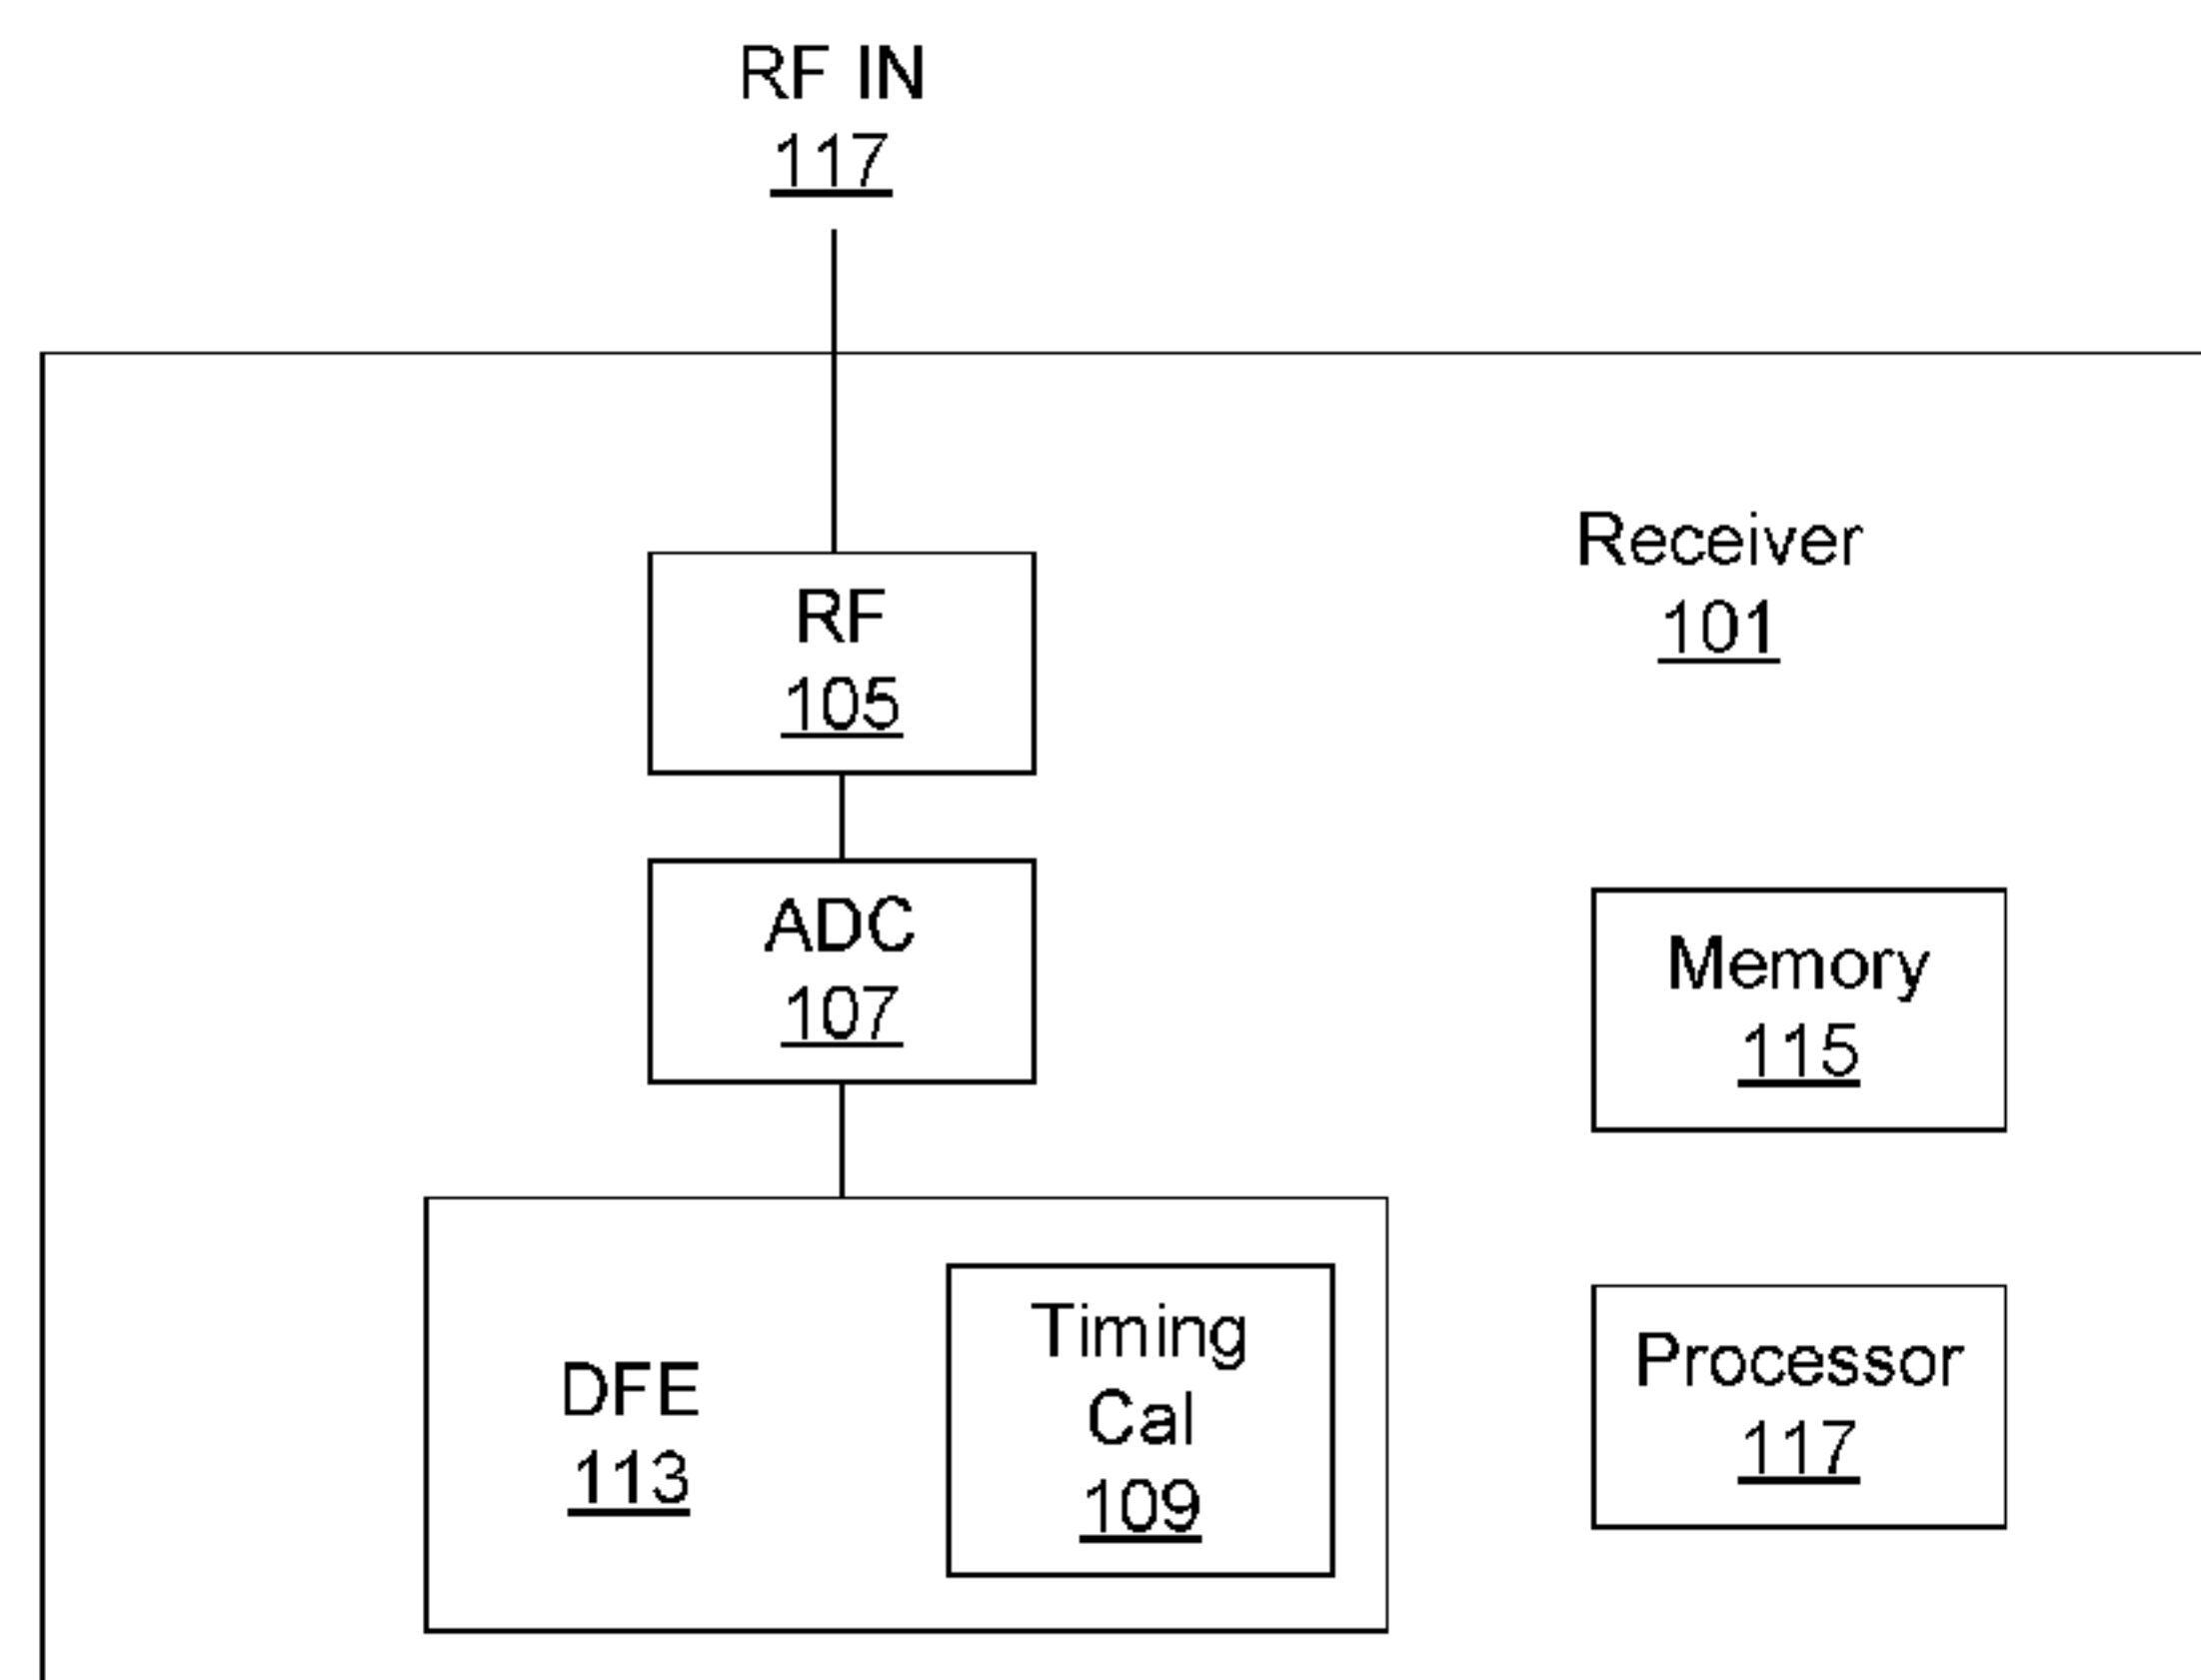 RF IN
117
Receiver
101
RF
105
ADC
107
Memory
115
DFE
113
Timing
Cal
109
Processor
117